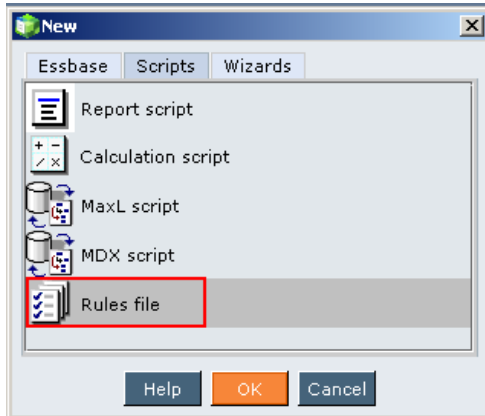 New
Essbase Scripts Wizards
Report script
Calculation script
MaxL script
MDX script
Rules file
Help OK Cancel